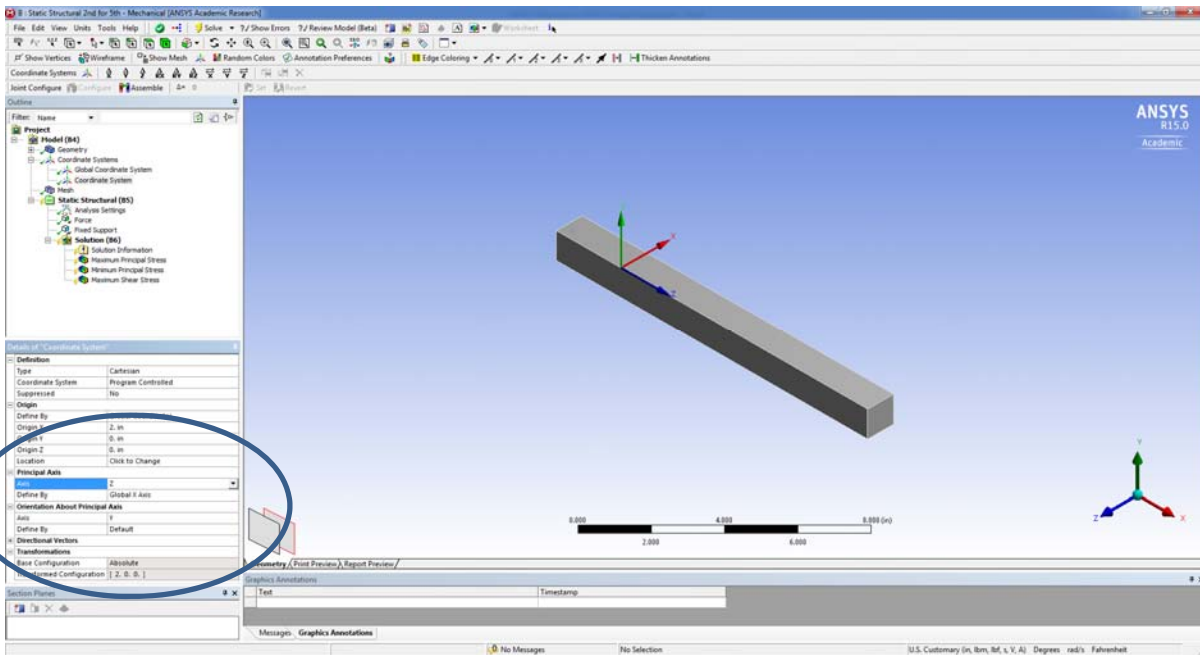 B : Static Structural 2nd for 5th - Mechanical [ANSYS Academic Research]
File Edit View Units Tools Help Solve ?/ Show Errors ?/ Review Model (Beta) Worksheet
Show Vertices Wireframe Show Mesh Random Colors Annotation Preferences Edge Coloring Thicken Annotations
Coordinate Systems
Joint Configure Configure Assemble Set Revert
Outline
Filter: Name
Project
Model (B4)
Geometry
Coordinate Systems
Global Coordinate System
Coordinate System
Mesh
Static Structural (B5)
Analysis Settings
Force
Fixed Support
Solution (B6)
Solution Information
Maximum Principal Stress
Minimum Principal Stress
Maximum Shear Stress
Details of "Coordinate System"
Definition
Type Cartesian
Coordinate System Program Controlled
Suppressed No
Origin
Define By
Origin X 2. in
Origin Y 0. in
Origin Z 0. in
Location Click to Change
Principal Axis
Axis Z
Define By Global X Axis
Orientation About Principal Axis
Axis Y
Define By Default
Directional Vectors
Transformations
Base Configuration Absolute
Transformed Configuration [ 2. 0. 0. ]
Section Planes
ANSYS
R15.0
Academic
X
Z
Y
Z
X
0.000 4.000 8.000 (in)
2.000 6.000
Geometry Print Preview Report Preview
Graphics Annotations
Text Timestamp
Messages Graphics Annotations
No Messages No Selection U.S. Customary (in, lbm, lbf, s, V, A) Degrees rad/s Fahrenheit